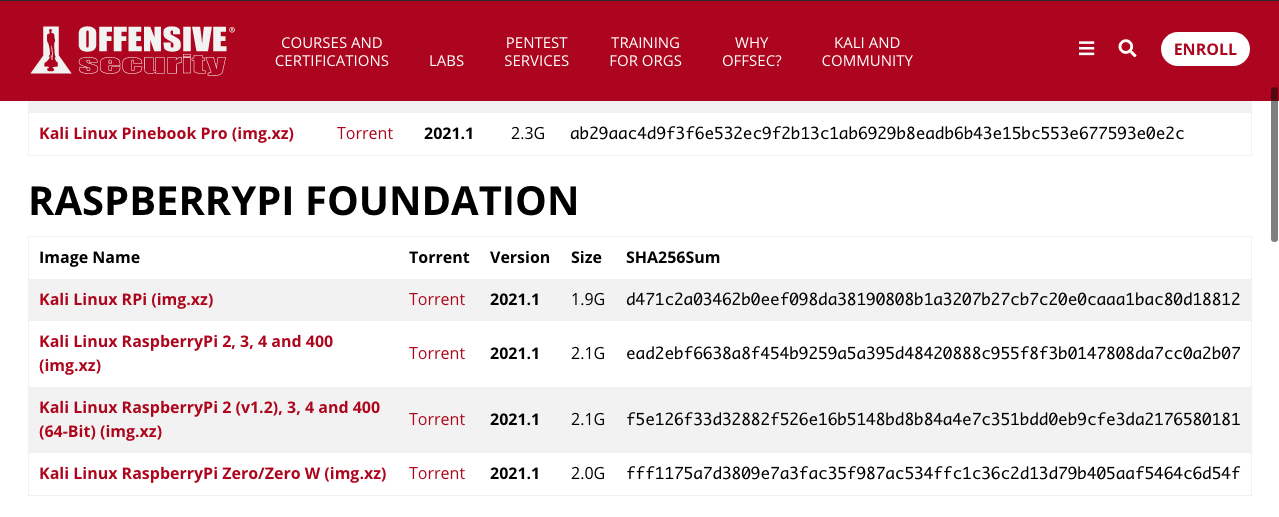 OFFENSIVE®
security
COURSES AND
CERTIFICATIONS
LABS
PENTEST
SERVICES
TRAINING
FOR ORGS
WHY
OFFSEC?
KALI AND
COMMUNITY
ENROLL
Kali Linux Pinebook Pro (img.xz) Torrent 2021.1 2.3G ab29aac4d9f3f6e532ec9f2b13c1ab6929b8eadb6b43e15bc553e677593e0e2c
RASPBERRYPI FOUNDATION
Image Name Torrent Version Size SHA256Sum
Kali Linux RPi (img.xz) Torrent 2021.1 1.9G d471c2a03462b0eef098da38190808b1a3207b27cb7c20e0caaa1bac80d18812
Kali Linux RaspberryPi 2, 3, 4 and 400
(img.xz) Torrent 2021.1 2.1G ead2ebf6638a8f454b9259a5a395d48420888c955f8f3b0147808da7cc0a2b07
Kali Linux RaspberryPi 2 (v1.2), 3, 4 and 400
(64-Bit) (img.xz) Torrent 2021.1 2.1G f5e126f33d32882f526e16b5148bd8b84a4e7c351bdd0eb9cfe3da2176580181
Kali Linux RaspberryPi Zero/Zero W (img.xz) Torrent 2021.1 2.0G fff1175a7d3809e7a3fac35f987ac534ffc1c36c2d13d79b405aaf5464c6d54f